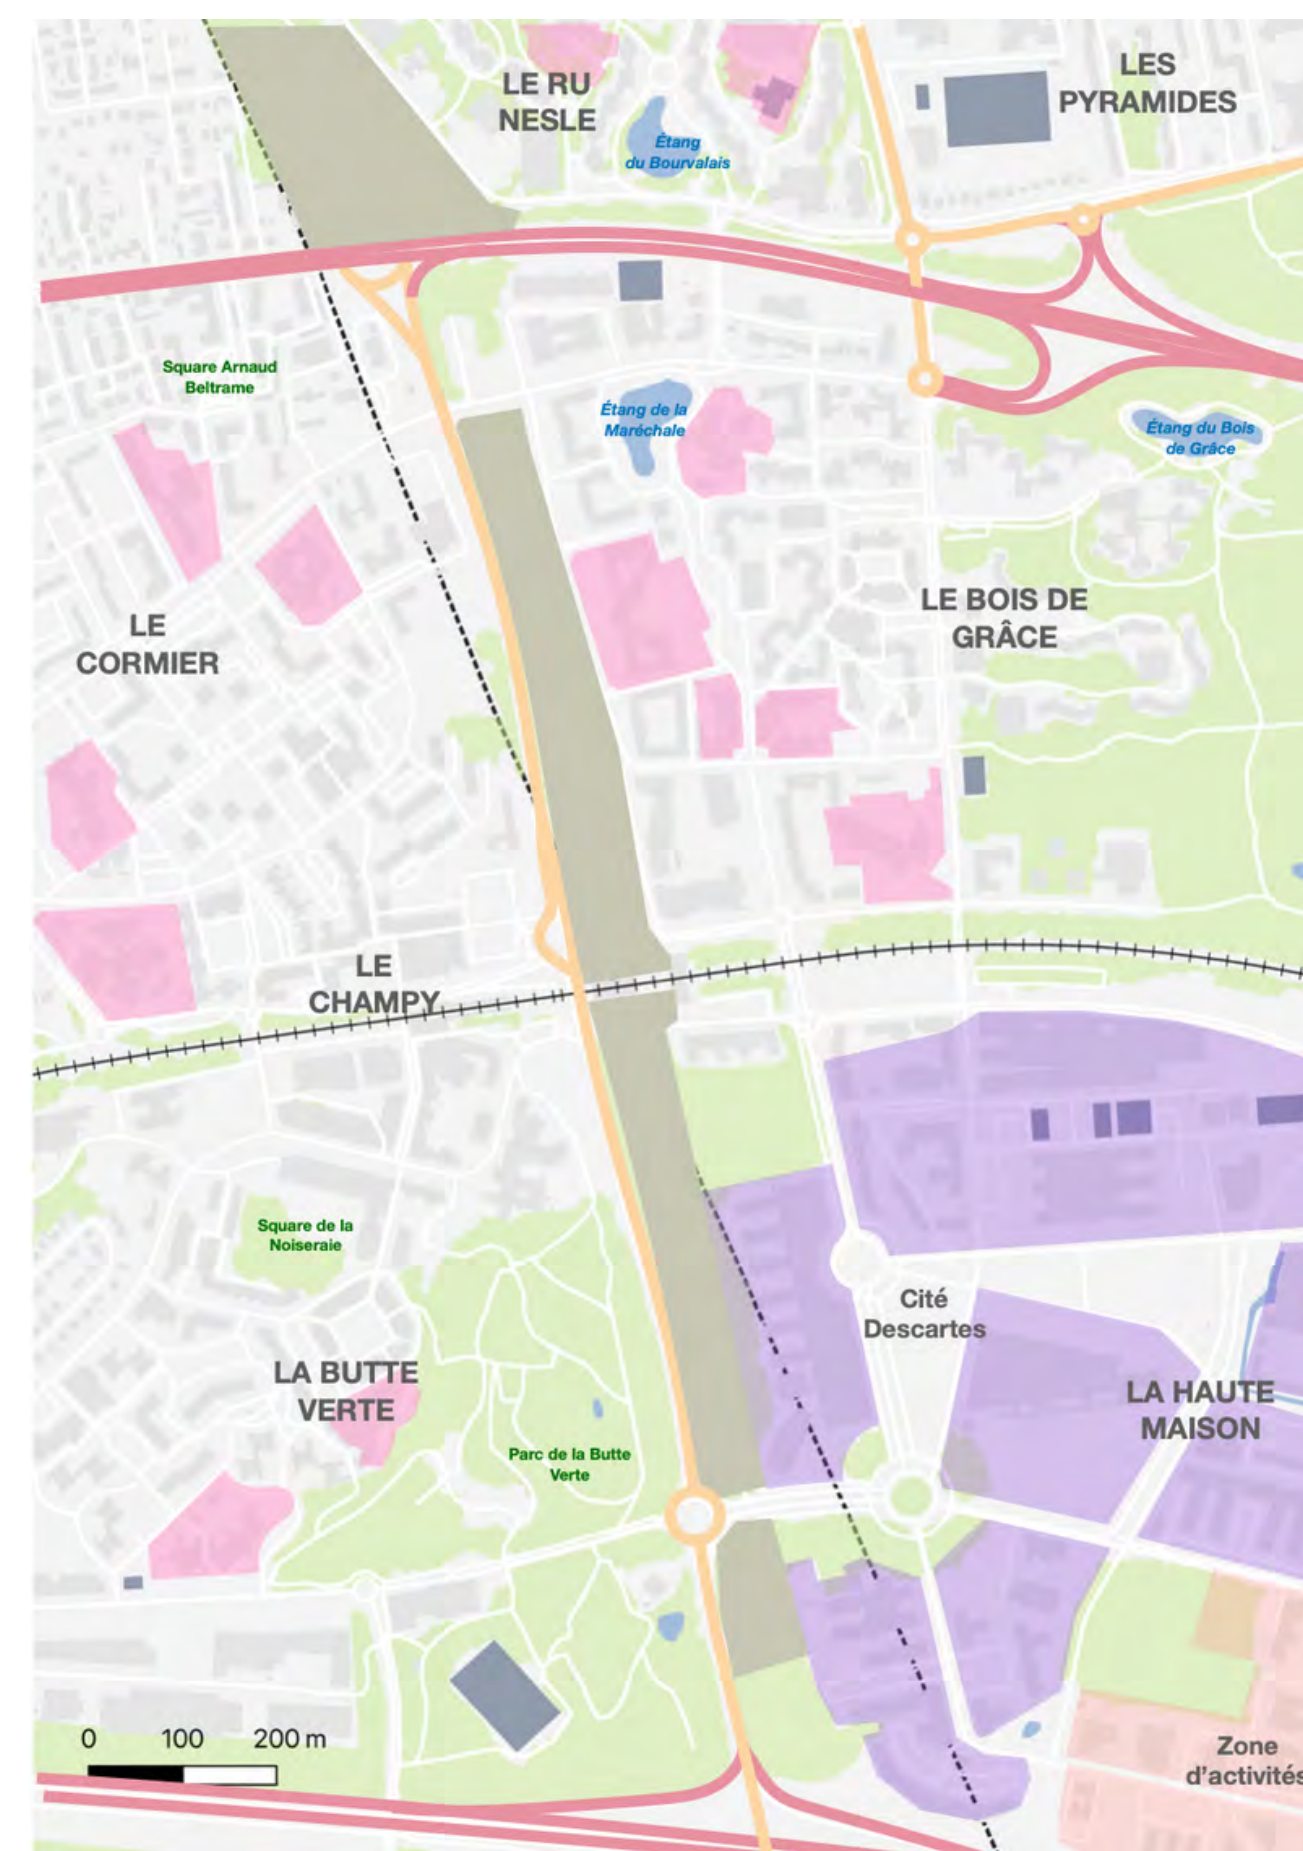 LES
PYRAMIDES
LE RU
NESLE
Étang
du Bourvalais
Square Arnaud
Beltrame
Étang de la
Maréchale
Étang du Bois
de Grâce
LE BOIS DE
GRÂCE
LE
CORMIER
LE
CHAMPY
Square de la
Noiseraie
Cité
Descartes
LA BUTTE
VERTE
LA HAUTE
MAISON
Parc de la Butte
Verte
0 100 200 m
Zone
d'activités